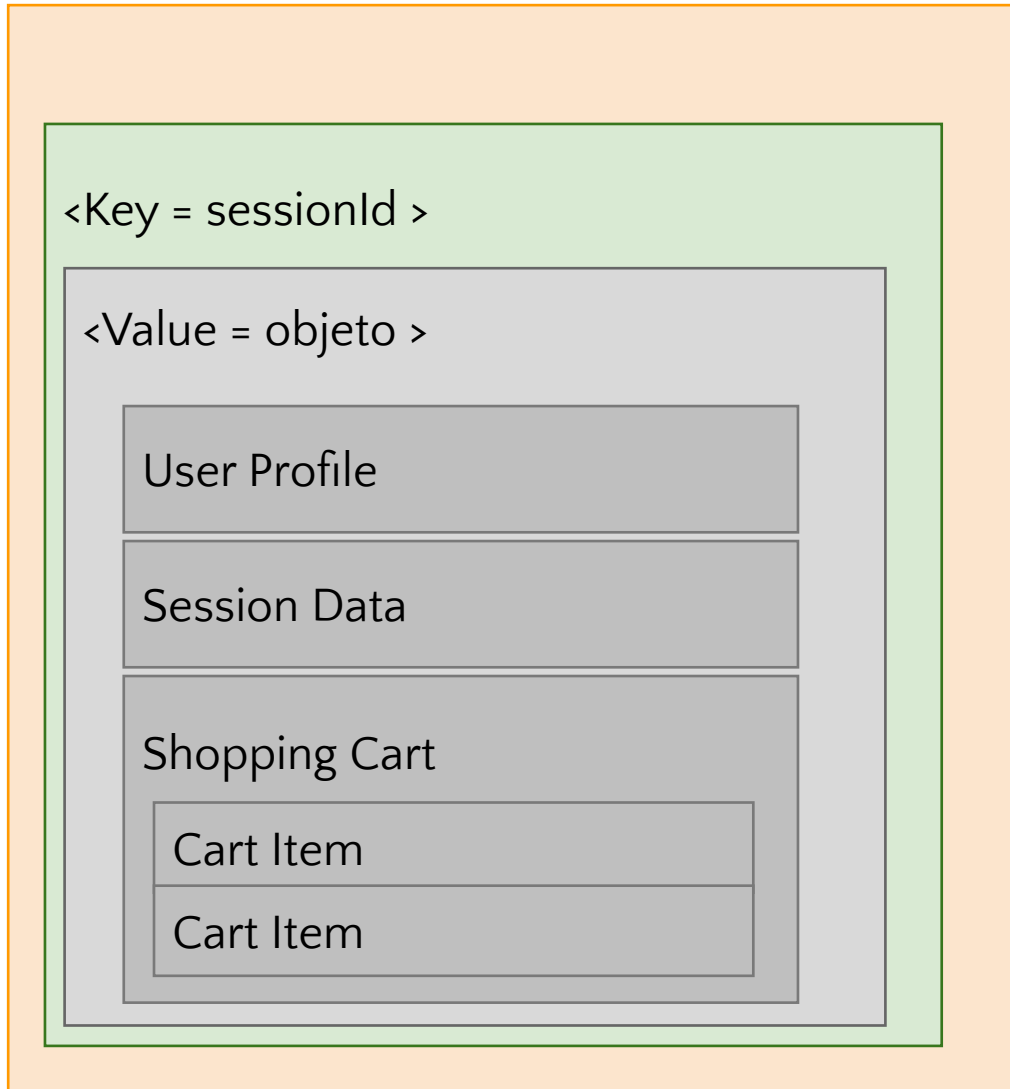 <Key = sessionId >
<Value = objeto >
User Profile
Session Data
Shopping Cart
Cart Item
Cart Item